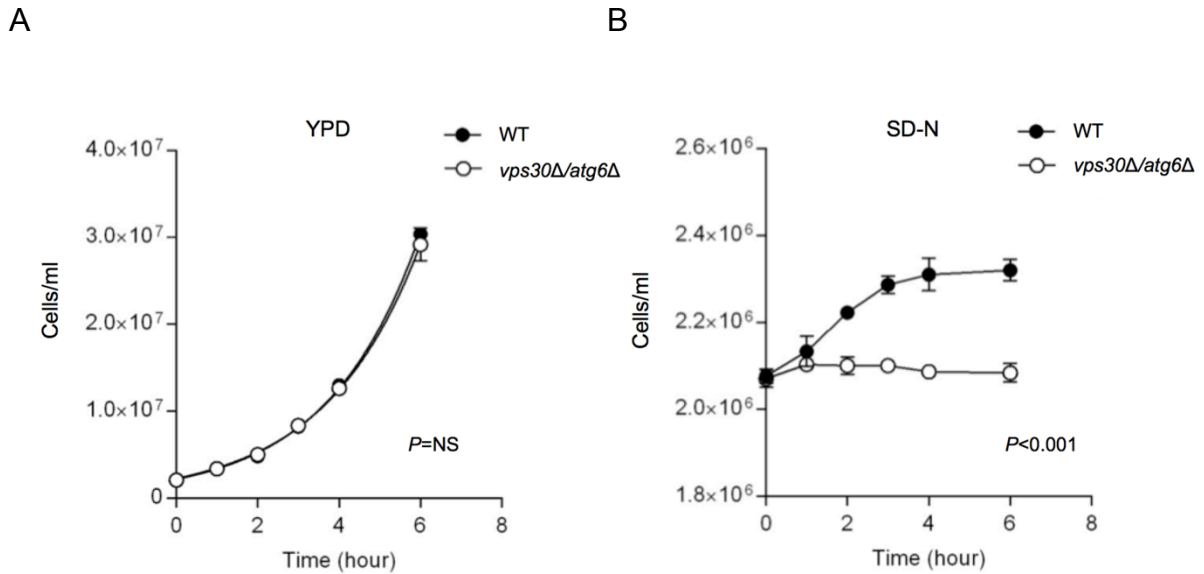 A
YPD
WT
vps30Δ/atg6Δ
4.0×10⁷
3.0×10⁷
2.0×10⁷
1.0×10⁷
0
Cells/ml
P=NS
0 2 4 6 8
Time (hour)
B
SD-N
WT
vps30Δ/atg6Δ
2.6×10⁶
2.4×10⁶
2.2×10⁶
2.0×10⁶
1.8×10⁶
Cells/ml
P<0.001
0 2 4 6 8
Time (hour)